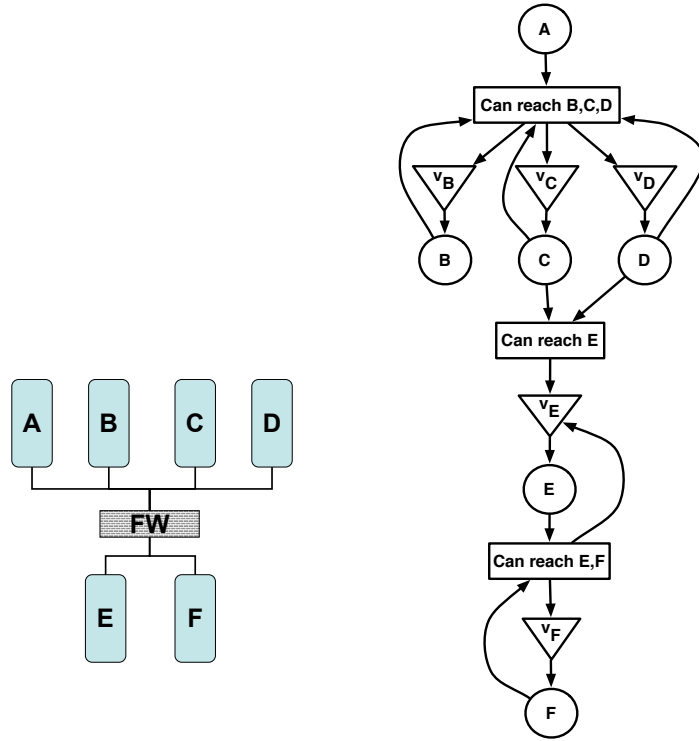 A
Can reach B,C,D
vB
vC
vD
B
C
D
Can reach E
vE
E
Can reach E,F
vF
F
A
B
C
D
FW
E
F